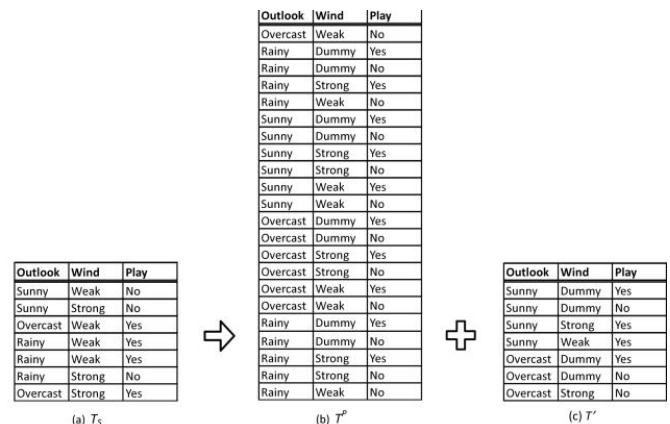 Outlook Wind Play
Sunny Weak No
Sunny Strong No
Overcast Weak Yes
Rainy Weak Yes
Rainy Weak Yes
Rainy Strong No
Overcast Strong Yes
(a) Tₛ
Outlook Wind Play
Overcast Weak No
Rainy Dummy Yes
Rainy Dummy No
Rainy Strong Yes
Rainy Weak No
Sunny Dummy Yes
Sunny Dummy No
Sunny Strong Yes
Sunny Strong No
Sunny Weak Yes
Sunny Weak No
Overcast Dummy Yes
Overcast Dummy No
Overcast Strong Yes
Overcast Strong No
Overcast Weak Yes
Overcast Weak No
Rainy Dummy Yes
Rainy Dummy No
Rainy Strong Yes
Rainy Strong No
Rainy Weak No
(b) Tᴾ
Outlook Wind Play
Sunny Dummy Yes
Sunny Dummy No
Sunny Strong Yes
Sunny Weak Yes
Overcast Dummy Yes
Overcast Dummy No
Overcast Strong No
(c) T'